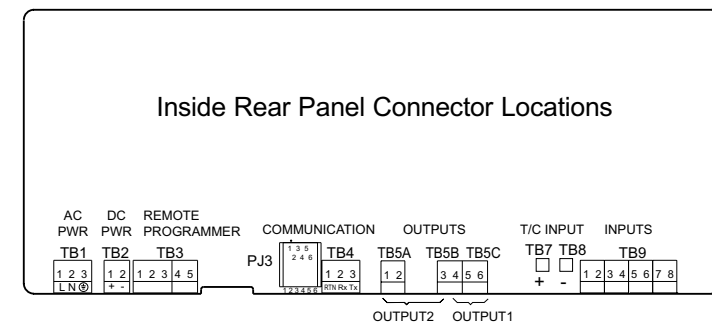 Inside Rear Panel Connector Locations
AC DC REMOTE
PWR PWR PROGRAMMER COMMUNICATION OUTPUTS T/C INPUT INPUTS
TB1 TB2 TB3 PJ3 TB4 TB5A TB5B TB5C TB7 TB8 TB9
1 3 5
2 4 6
1 2 3 1 2 1 2 3 4 5 1 2 3 1 2 3 4 5 6 1 2 3 4 5 6 7 8
L N + - 1 2 3 4 5 6 RTN Rx Tx + -
OUTPUT2 OUTPUT1